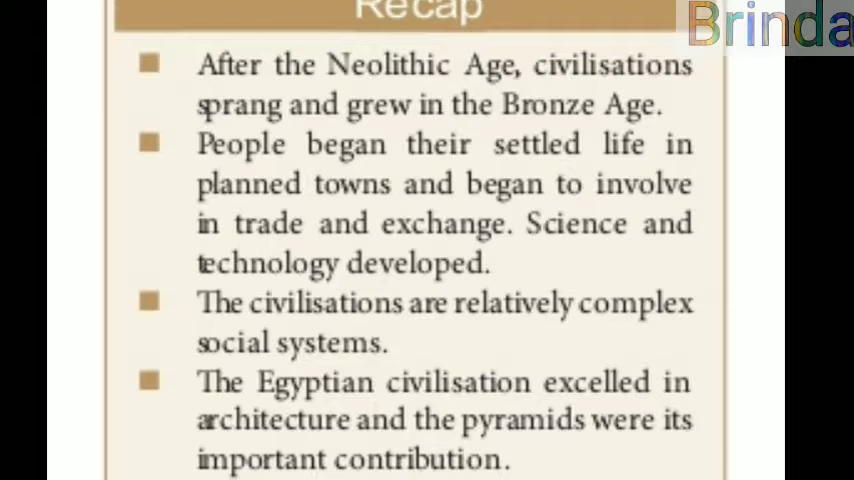 Recap
Brinda
After the Neolithic Age, civilisations
sprang and grew in the Bronze Age.
People began their settled life in
planned towns and began to involve
in trade and exchange. Science and
technology developed.
The civilisations are relatively complex
social systems.
The Egyptian civilisation excelled in
architecture and the pyramids were its
important contribution.